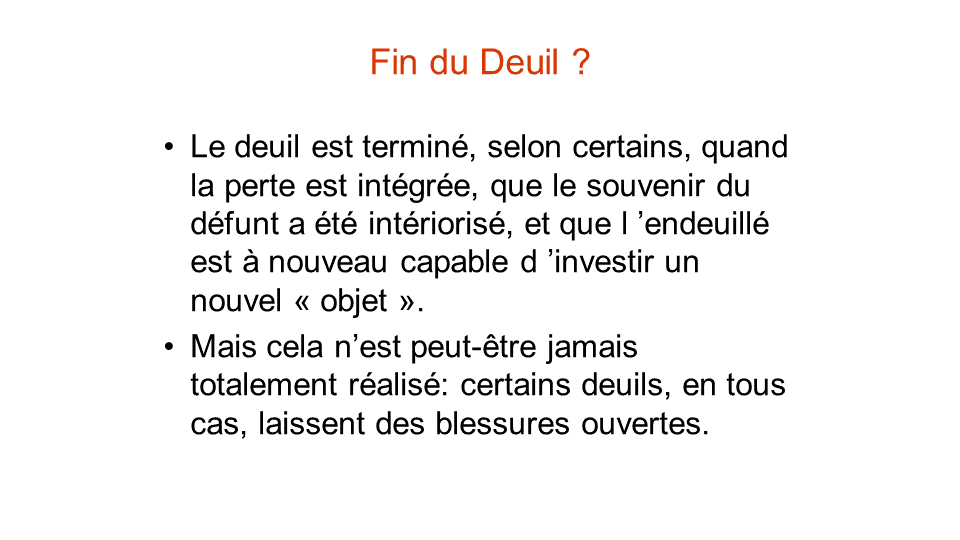 Fin du Deuil ?
• Le deuil est terminé, selon certains, quand
la perte est intégrée, que le souvenir du
défunt a été intériorisé, et que l ’endeuillé
est à nouveau capable d ’investir un
nouvel « objet ».
• Mais cela n’est peut-être jamais
totalement réalisé: certains deuils, en tous
cas, laissent des blessures ouvertes.